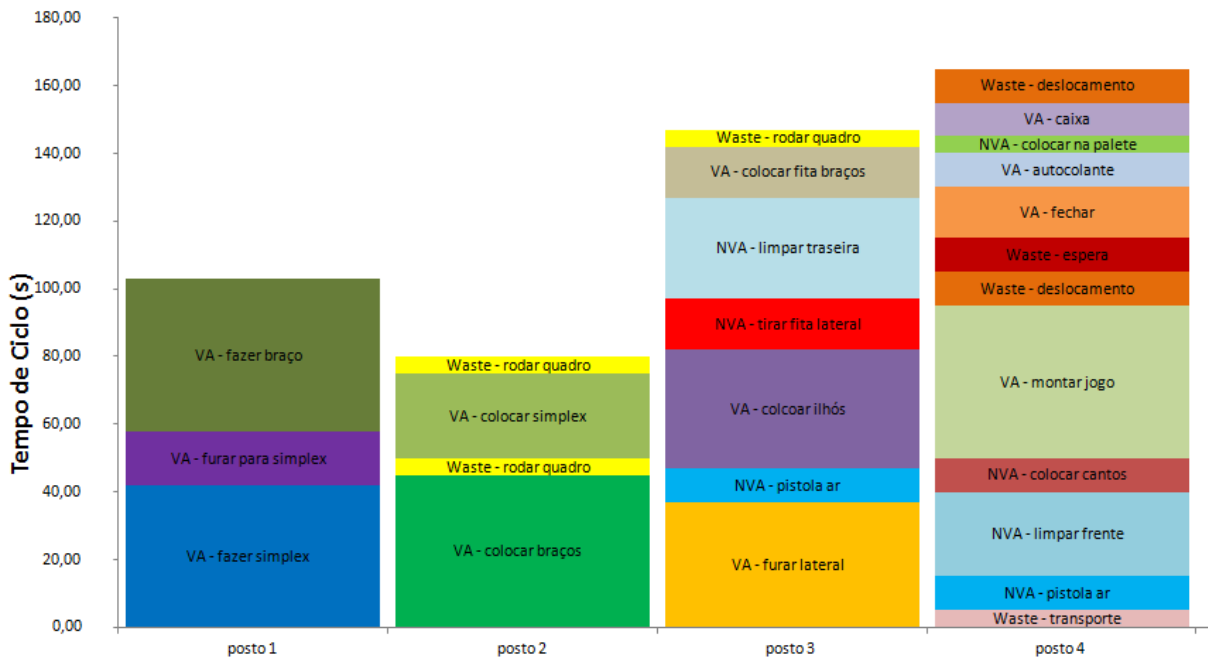 180,00
160,00
140,00
120,00
100,00
80,00
60,00
40,00
20,00
0,00
Tempo de Ciclo (s)
VA - fazer braço
VA - furar para simplex
VA - fazer simplex
posto 1
Waste - rodar quadro
VA - colocar simplex
Waste - rodar quadro
VA - colocar braços
posto 2
Waste - rodar quadro
VA - colocar fita braços
NVA - limpar traseira
NVA - tirar fita lateral
VA - colcoar ilhós
NVA - pistola ar
VA - furar lateral
posto 3
Waste - deslocamento
VA - caixa
NVA - colocar na palete
VA - autocolante
VA - fechar
Waste - espera
Waste - deslocamento
VA - montar jogo
NVA - colocar cantos
NVA - limpar frente
NVA - pistola ar
Waste - transporte
posto 4